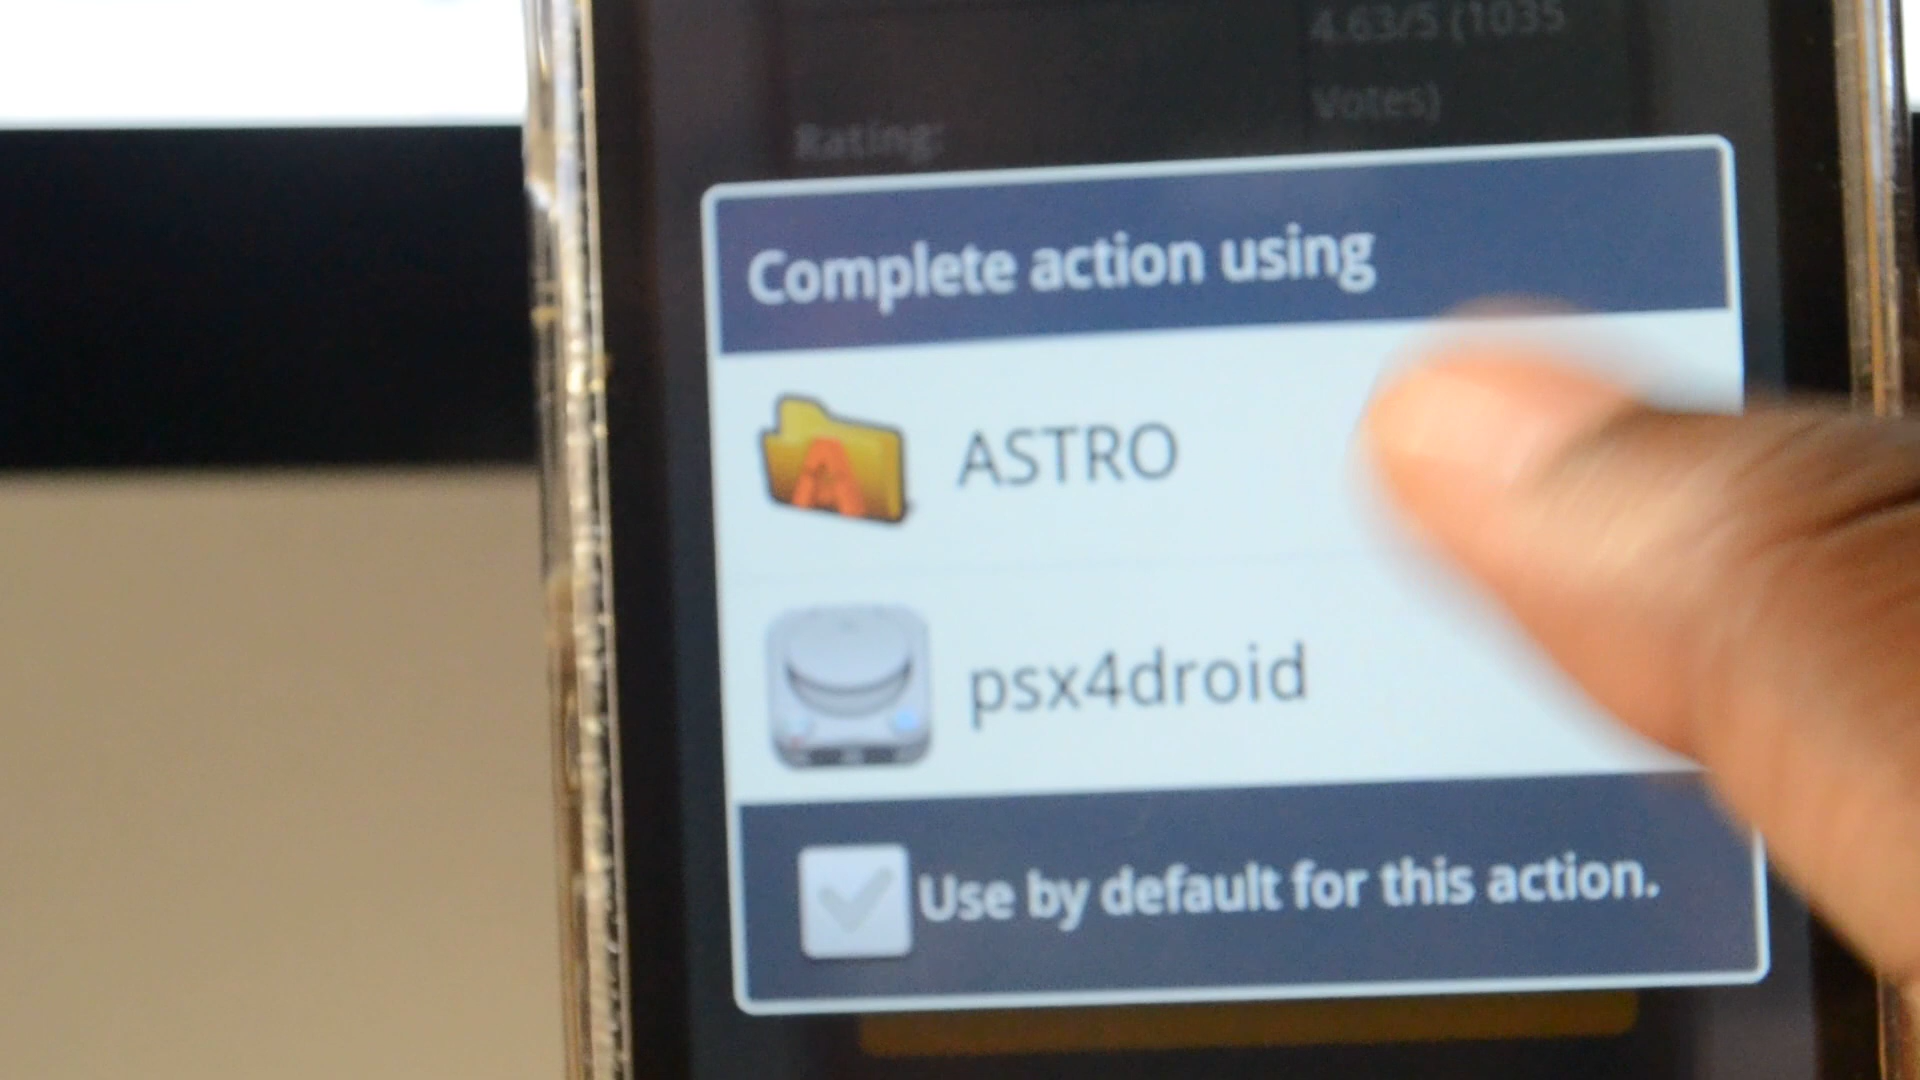 4.63/5 (1035
Votes)
Rating:
Complete action using
ASTRO
psx4droid
Use by default for this action.